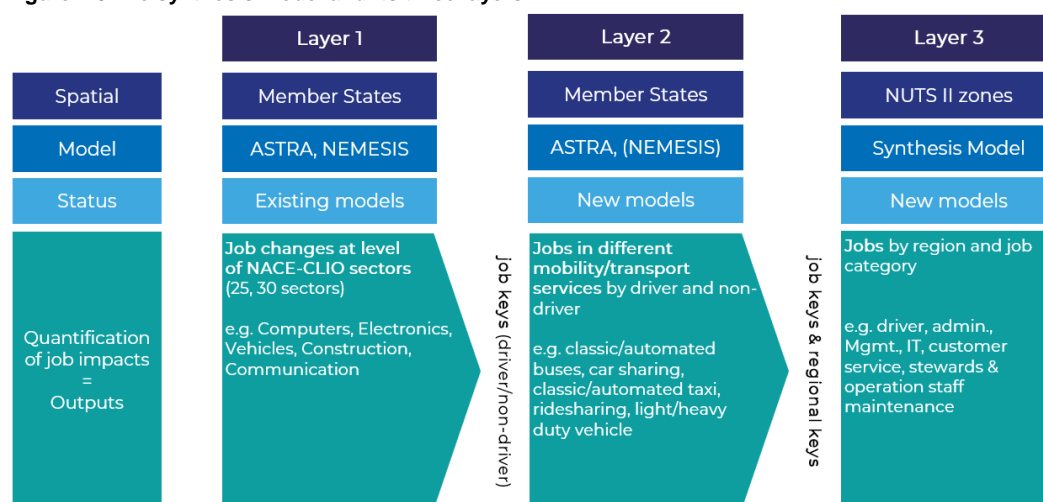 Layer 1
Layer 2
Layer 3
Spatial
Member States
Member States
NUTS II zones
Model
ASTRA, NEMESIS
ASTRA, (NEMESIS)
Synthesis Model
Status
Existing models
New models
New models
Quantification
of job impacts
=
Outputs
Job changes at level
of NACE-CLIO sectors
(25, 30 sectors)
e.g. Computers, Electronics,
Vehicles, Construction,
Communication
job keys (driver/non-driver)
Jobs in different
mobility/transport
services by driver and non-
driver
e.g. classic/automated
buses, car sharing,
classic/automated taxi,
ridesharing, light/heavy
duty vehicle
job keys & regional keys
Jobs by region and job
category
e.g. driver, admin.,
Mgmt., IT, customer
service, stewards &
operation staff
maintenance